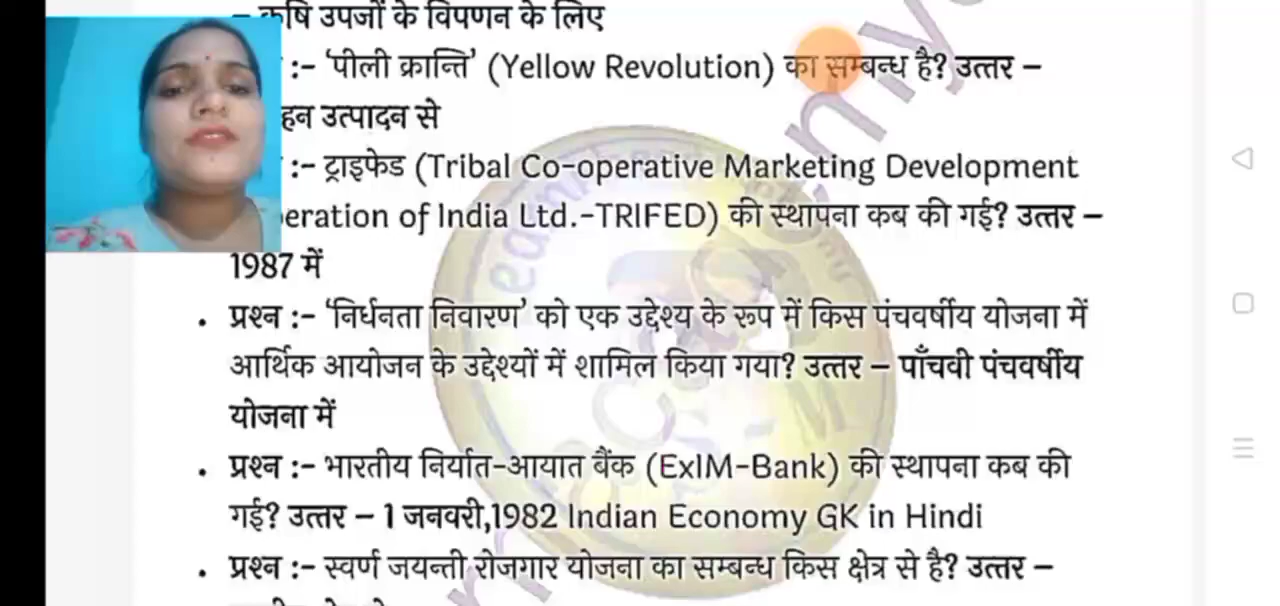 कृषि उपजों के विपणन के लिए
:- ‘पीली क्रान्ति’ (Yellow Revolution) का सम्बन्ध है? उत्तर –
हन उत्पादन से
:- ट्राइफेड (Tribal Co-operative Marketing Development
eration of India Ltd.-TRIFED) की स्थापना कब की गई? उत्तर –
1987 में
• प्रश्न :- ‘निर्धनता निवारण’ को एक उद्देश्य के रूप में किस पंचवर्षीय योजना में
आर्थिक आयोजन के उद्देश्यों में शामिल किया गया? उत्तर – पाँचवी पंचवर्षीय
योजना में
• प्रश्न :- भारतीय निर्यात-आयात बैंक (ExIM-Bank) की स्थापना कब की
गई? उत्तर – 1 जनवरी,1982 Indian Economy GK in Hindi
• प्रश्न :- स्वर्ण जयन्ती रोजगार योजना का सम्बन्ध किस क्षेत्र से है? उत्तर –